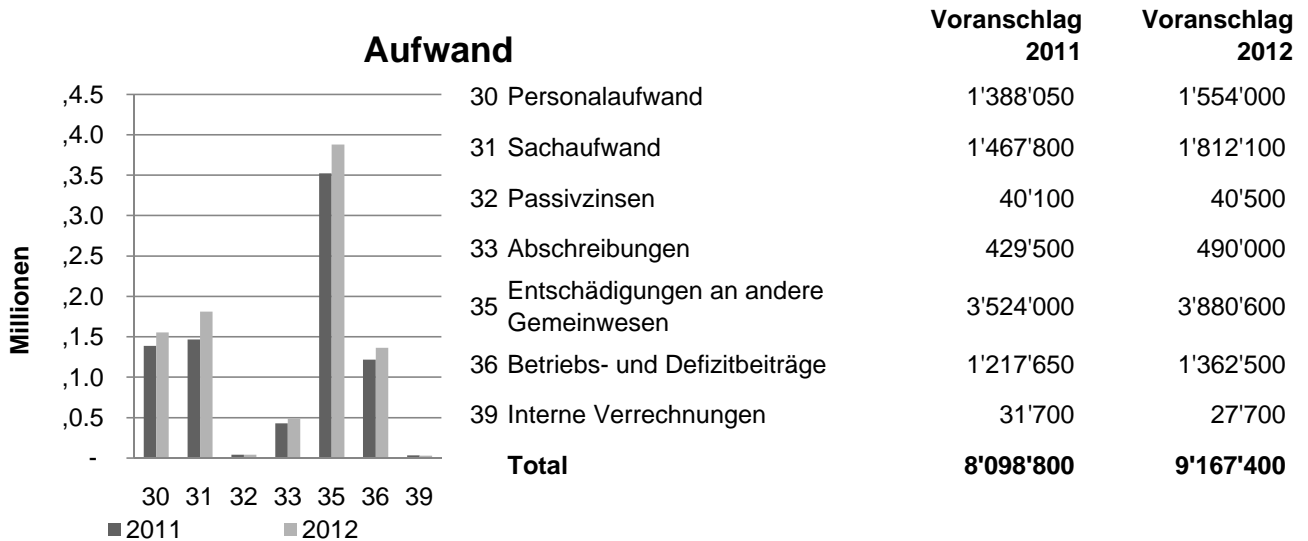 Aufwand
Millionen
,4.5
,4.0
,3.5
,3.0
,2.5
,2.0
,1.5
,1.0
,0.5
-
30 31 32 33 35 36 39
2011 2012
Voranschlag Voranschlag
2011 2012
30 Personalaufwand 1'388'050 1'554'000
31 Sachaufwand 1'467'800 1'812'100
32 Passivzinsen 40'100 40'500
33 Abschreibungen 429'500 490'000
35 Entschädigungen an andere
Gemeinwesen 3'524'000 3'880'600
36 Betriebs- und Defizitbeiträge 1'217'650 1'362'500
39 Interne Verrechnungen 31'700 27'700
Total 8'098'800 9'167'400